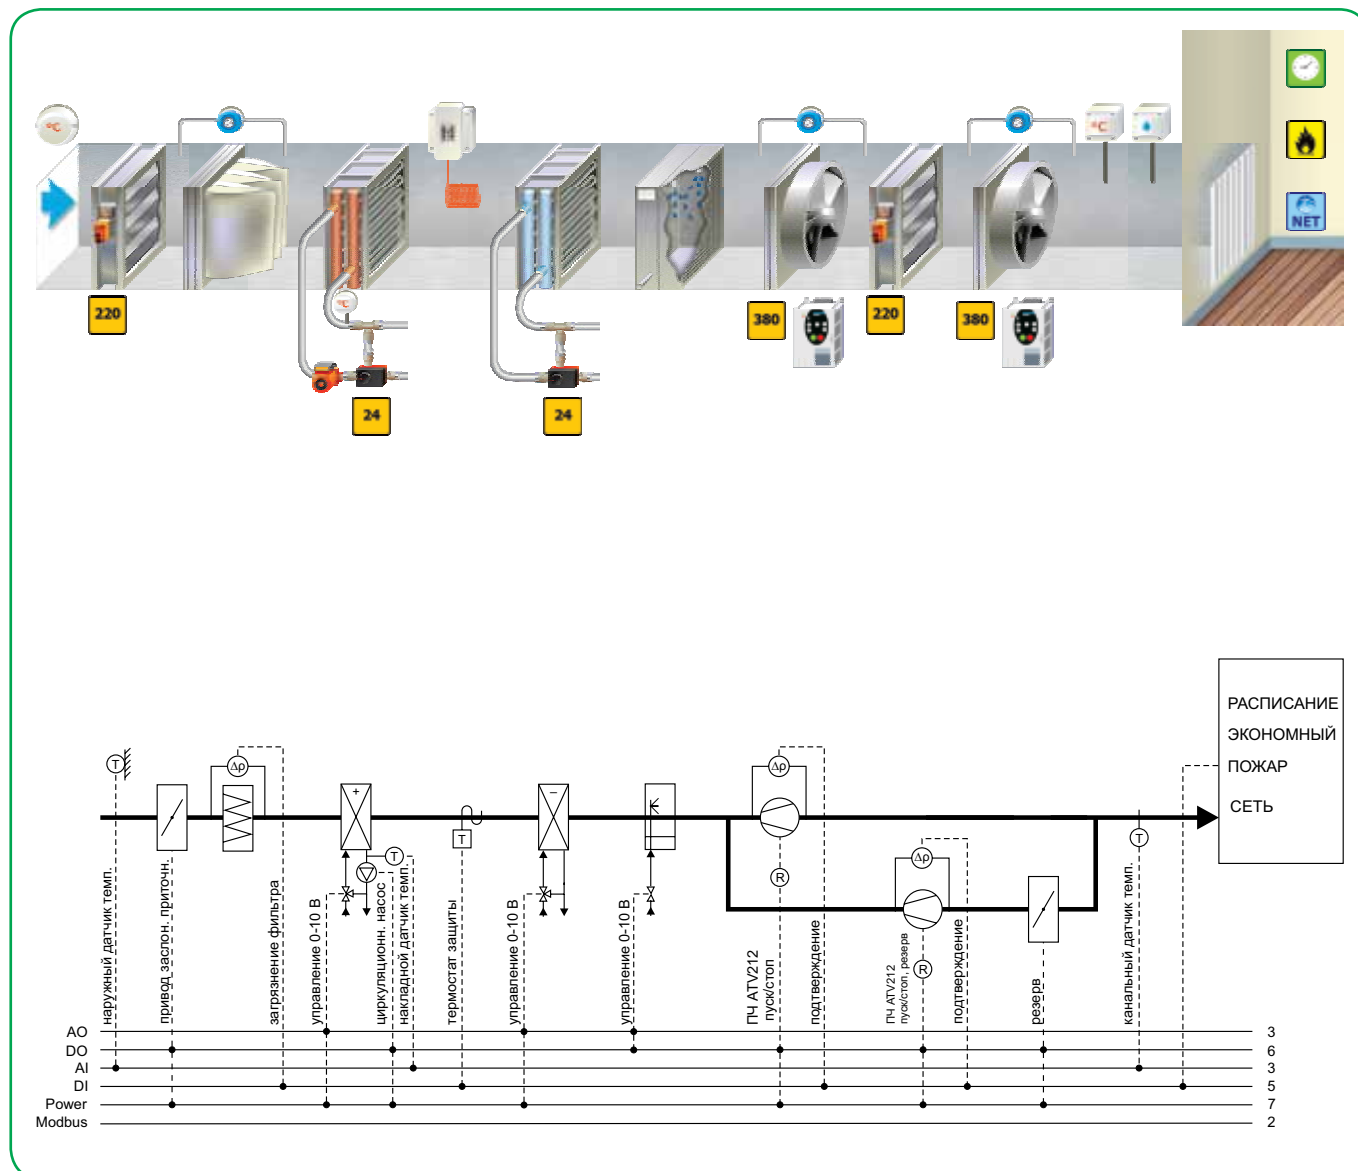 °C
220
°C
24
24
380
220
380
°C
NET
РАСПИСАНИЕ
ЭКОНОМНЫЙ
ПОЖАР
СЕТЬ
T
Δρ
+
T
T
–
Δρ
R
Δρ
R
T
наружный датчик темп.
привод заслон. приточн.
загрязнение фильтра
управление 0-10 В
циркуляционн. насос
накладной датчик темп.
термостат защиты
управление 0-10 В
управление 0-10 В
ПЧ ATV212
пуск/стоп
подтверждение
ПЧ ATV212
пуск/стоп, резерв
подтверждение
резерв
канальный датчик темп.
AO 3
DO 6
AI 3
DI 5
Power 7
Modbus 2